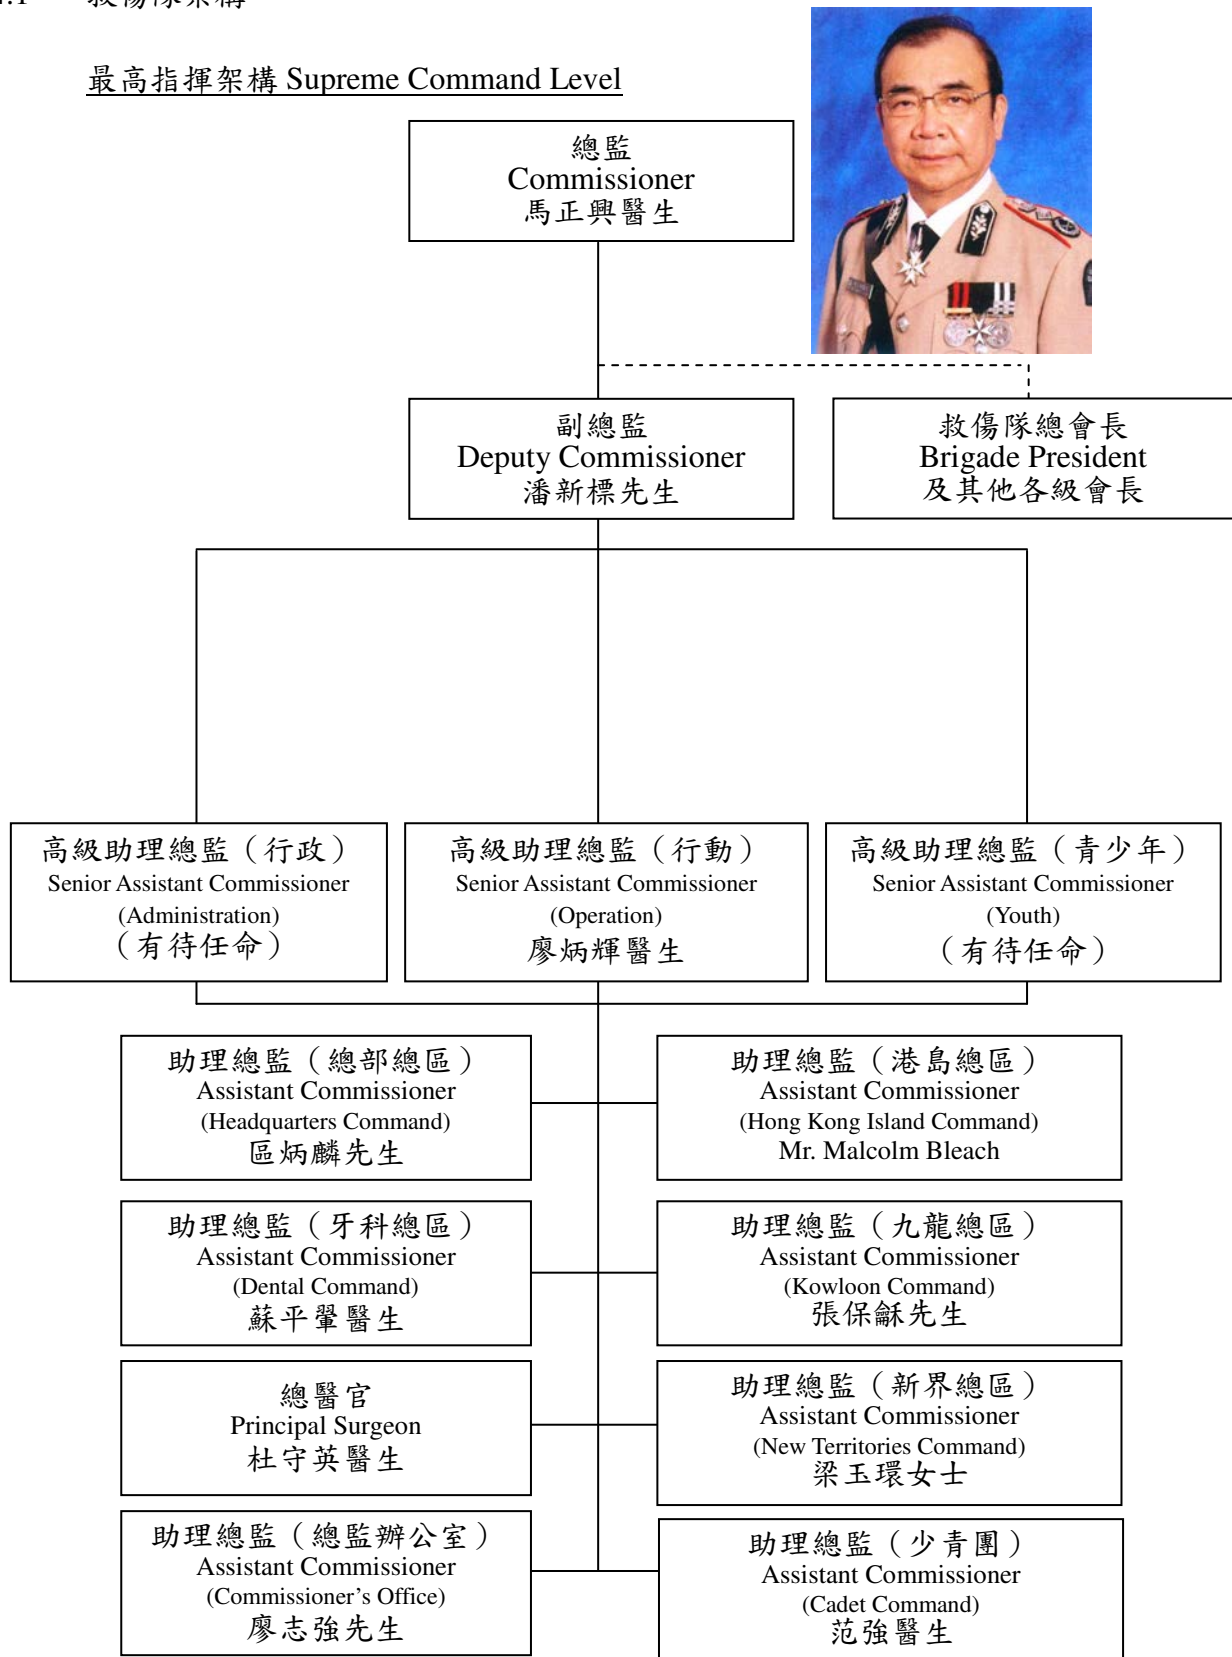 救傷隊架構
最高指揮架構 Supreme Command Level
總監
Commissioner
馬正興醫生
副總監
Deputy Commissioner
潘新標先生
救傷隊總會長
Brigade President
及其他各級會長
高級助理總監（行政）
Senior Assistant Commissioner
(Administration)
（有待任命）
高級助理總監（行動）
Senior Assistant Commissioner
(Operation)
廖炳輝醫生
高級助理總監（青少年）
Senior Assistant Commissioner
(Youth)
（有待任命）
助理總監（總部總區）
Assistant Commissioner
(Headquarters Command)
區炳麟先生
助理總監（港島總區）
Assistant Commissioner
(Hong Kong Island Command)
Mr. Malcolm Bleach
助理總監（牙科總區）
Assistant Commissioner
(Dental Command)
蘇平翬醫生
助理總監（九龍總區）
Assistant Commissioner
(Kowloon Command)
張保龢先生
總醫官
Principal Surgeon
杜守英醫生
助理總監（新界總區）
Assistant Commissioner
(New Territories Command)
梁玉環女士
助理總監（總監辦公室）
Assistant Commissioner
(Commissioner’s Office)
廖志強先生
助理總監（少青團）
Assistant Commissioner
(Cadet Command)
范強醫生